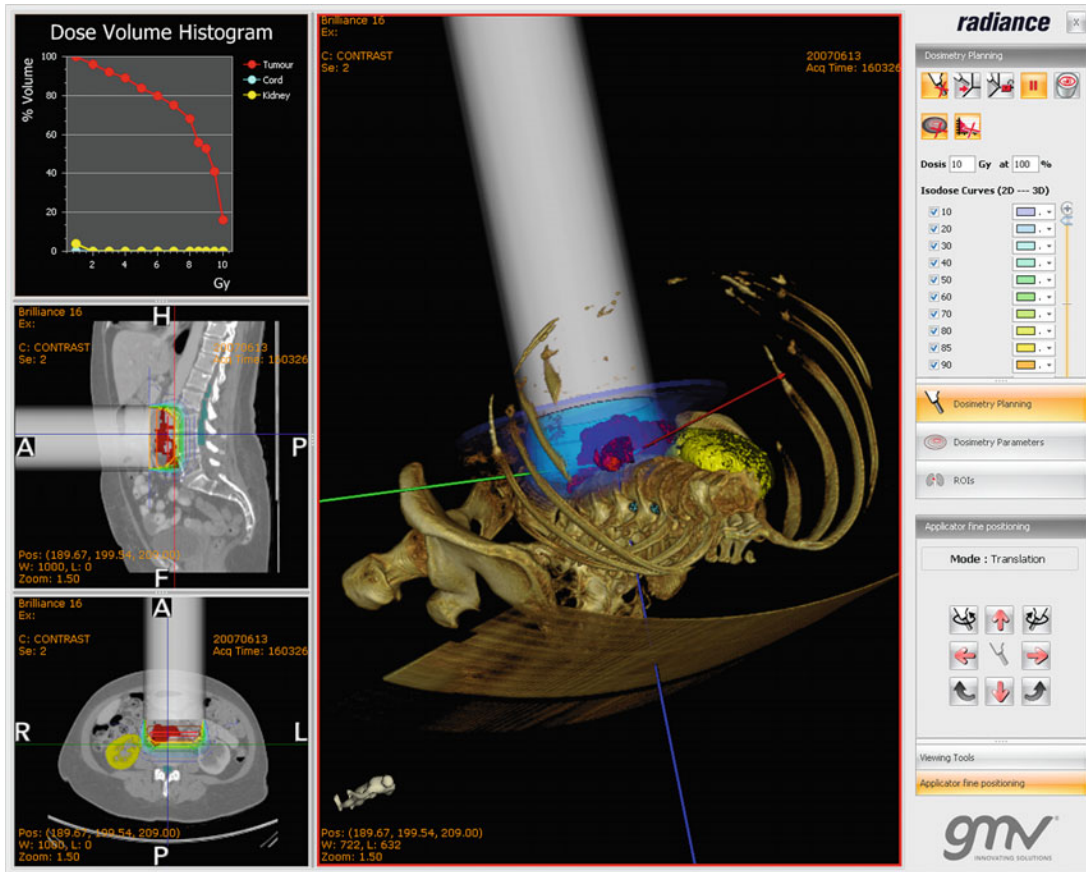 Dose Volume Histogram
% Volume
100
80
60
40
20
0
2 4 6 8 10
Gy
Tumour
Cord
Kidney
Brilliance 16
Ex:
C: CONTRAST
Se: 2
H
20070613
Acq Time: 160326
A
P
Pos: (189.67, 199.54, 209.00)
W: 1000, L: 0
Zoom: 1.50
F
Brilliance 16
Ex:
C: CONTRAST
Se: 2
A
20070613
Acq Time: 160326
R
L
Pos: (189.67, 199.54, 209.00)
W: 1000, L: 0
Zoom: 1.50
P
Brilliance 16
Ex:
C: CONTRAST
Se: 2
20070613
Acq Time: 160326
Pos: (189.67, 199.54, 209.00)
W: 722, L: 632
Zoom: 1.50
radiance
Dosimetry Planning
Dosis 10 Gy at 100 %
Isodose Curves (2D --- 3D)
10
20
30
40
50
60
70
80
85
90
Dosimetry Planning
Dosimetry Parameters
ROIs
Applicator fine positioning
Mode : Translation
Viewing Tools
Applicator fine positioning
gmv®
INNOVATING SOLUTIONS